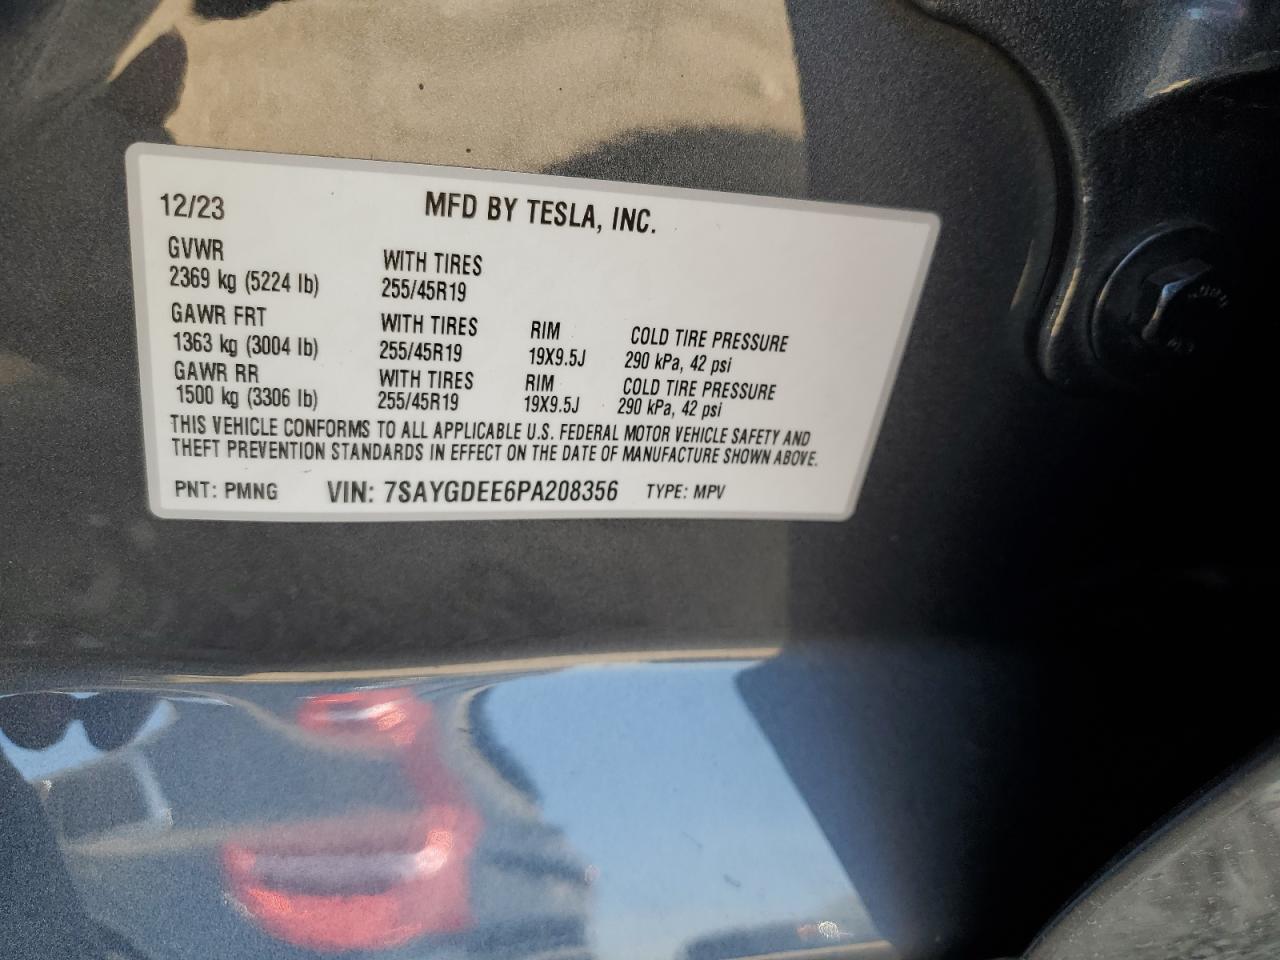 12/23 MFD BY TESLA, INC.
GVWR WITH TIRES
2369 kg (5224 lb) 255/45R19
GAWR FRT WITH TIRES RIM COLD TIRE PRESSURE
1363 kg (3004 lb) 255/45R19 19X9.5J 290 kPa, 42 psi
GAWR RR WITH TIRES RIM COLD TIRE PRESSURE
1500 kg (3306 lb) 255/45R19 19X9.5J 290 kPa, 42 psi
THIS VEHICLE CONFORMS TO ALL APPLICABLE U.S. FEDERAL MOTOR VEHICLE SAFETY AND
THEFT PREVENTION STANDARDS IN EFFECT ON THE DATE OF MANUFACTURE SHOWN ABOVE.
PNT: PMNG VIN: 7SAYGDEE6PA208356 TYPE: MPV